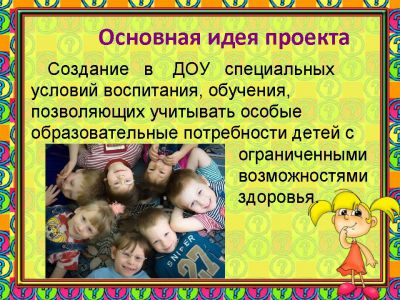 Основная идея проекта
Создание в ДОУ специальных
условий воспитания, обучения,
позволяющих учитывать особые
образовательные потребности детей с
ограниченными
возможностями
здоровья.